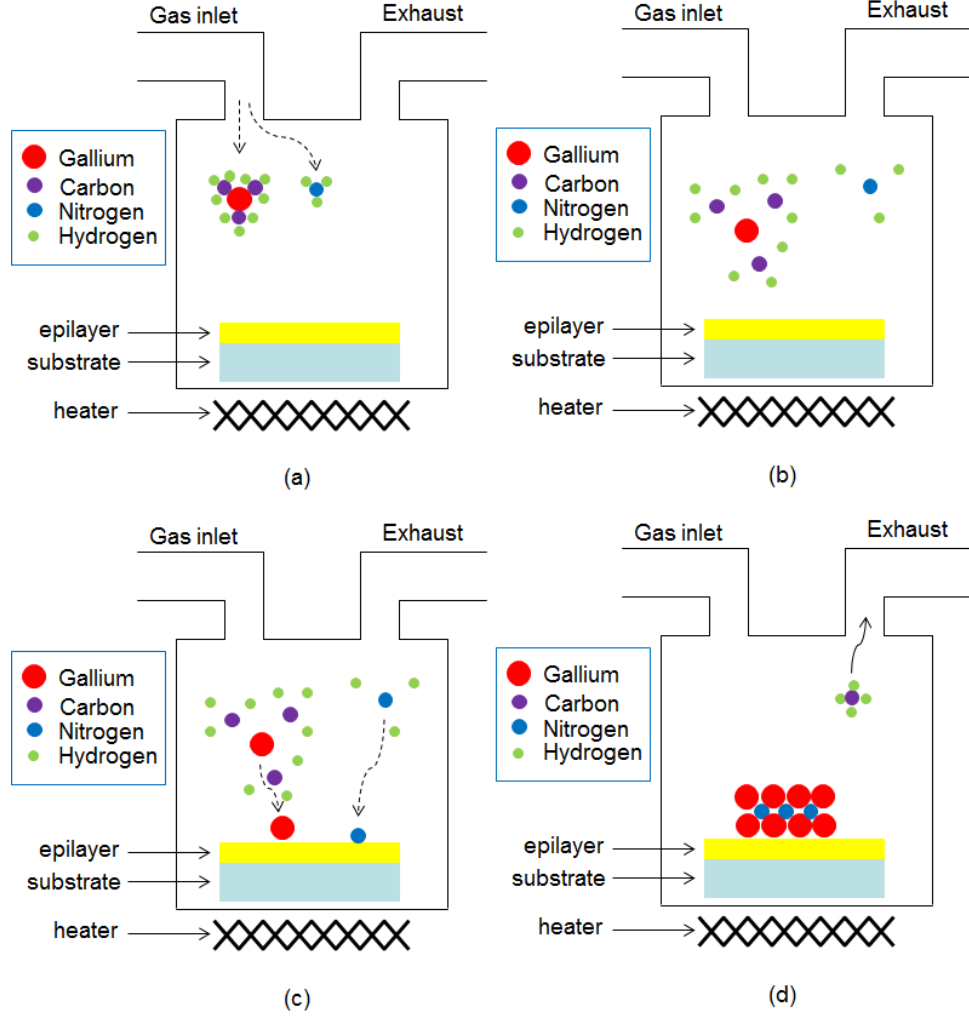 Gas inlet
Exhaust
Gallium
Carbon
Nitrogen
Hydrogen
epilayer
substrate
heater
(a)
Gas inlet
Exhaust
Gallium
Carbon
Nitrogen
Hydrogen
epilayer
substrate
heater
(b)
Gas inlet
Exhaust
Gallium
Carbon
Nitrogen
Hydrogen
epilayer
substrate
heater
(c)
Gas inlet
Exhaust
Gallium
Carbon
Nitrogen
Hydrogen
epilayer
substrate
heater
(d)